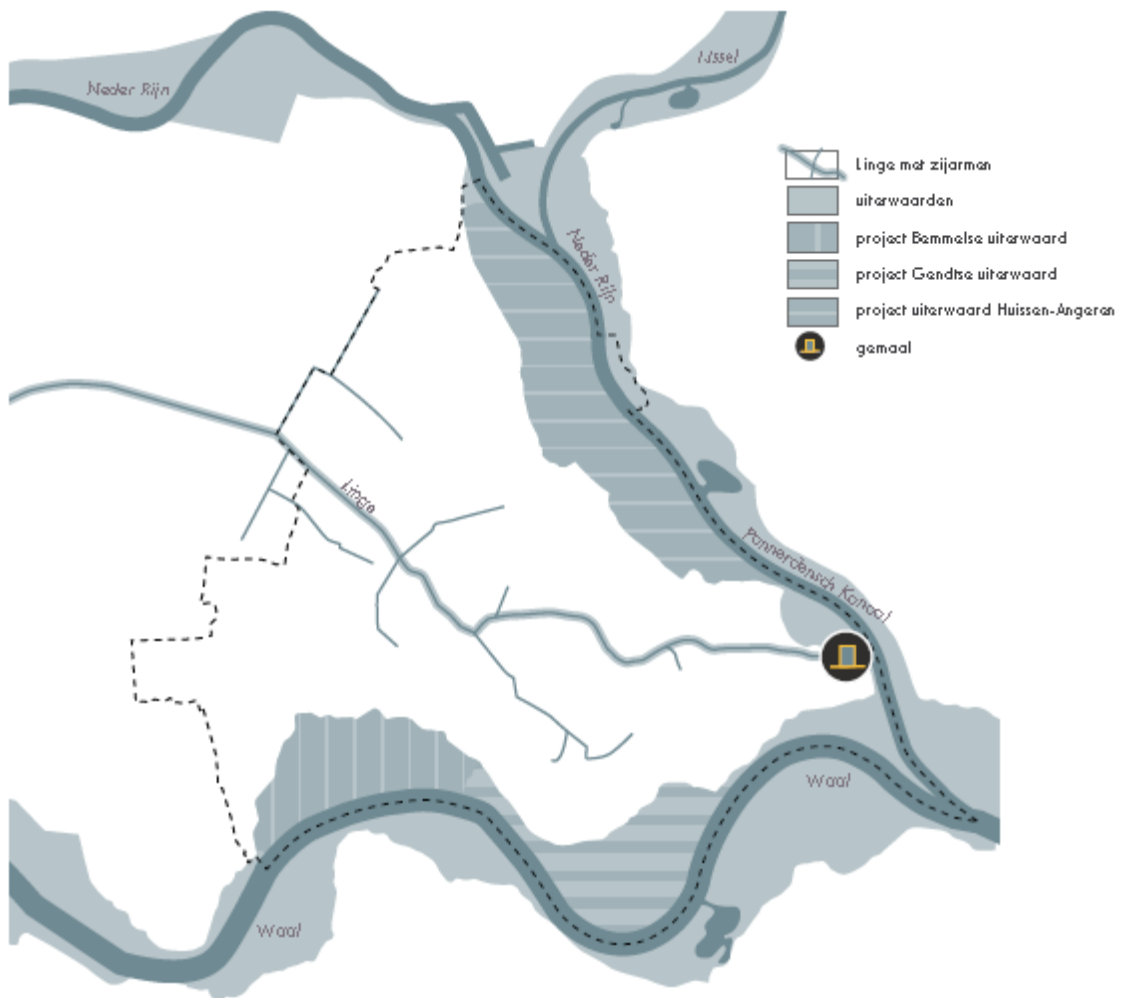 IJssel
Neder Rijn
Linge met zijarmen
uiterwaarden
project Bemmelse uiterwaard
Neder Rijn
project Gendtse uiterwaard
project uiterwaard Huissen-Angeren
gemaal
Linge
Pannerdensch Kanaal
Waal
Waal